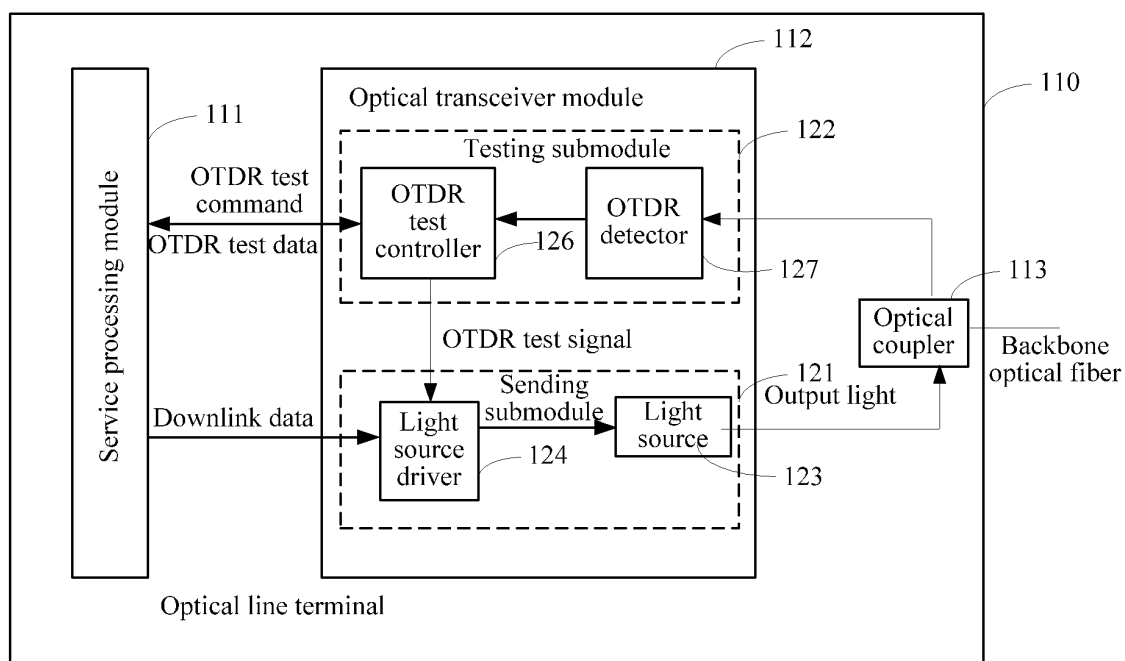 112
Optical transceiver module
110
111
122
Testing submodule
Service processing module
OTDR test
command
OTDR test data
OTDR
test
controller
126
OTDR
detector
127
113
Optical
coupler
Backbone
optical fiber
OTDR test signal
121
Output light
Sending
submodule
Downlink data
Light
source
driver
124
Light
source
123
Optical line terminal